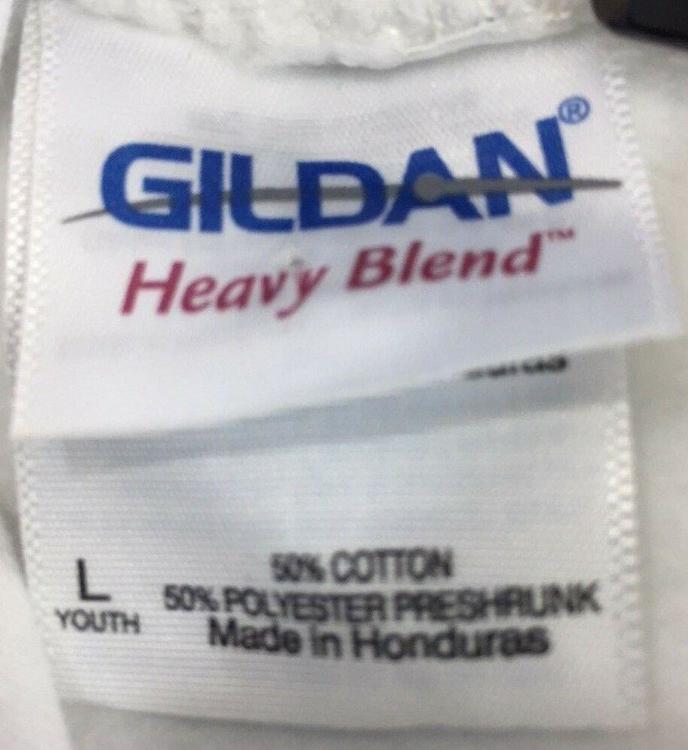 GILDAN®
Heavy Blend™
L
YOUTH
50% COTTON
50% POLYESTER PRESHRUNK
Made in Honduras